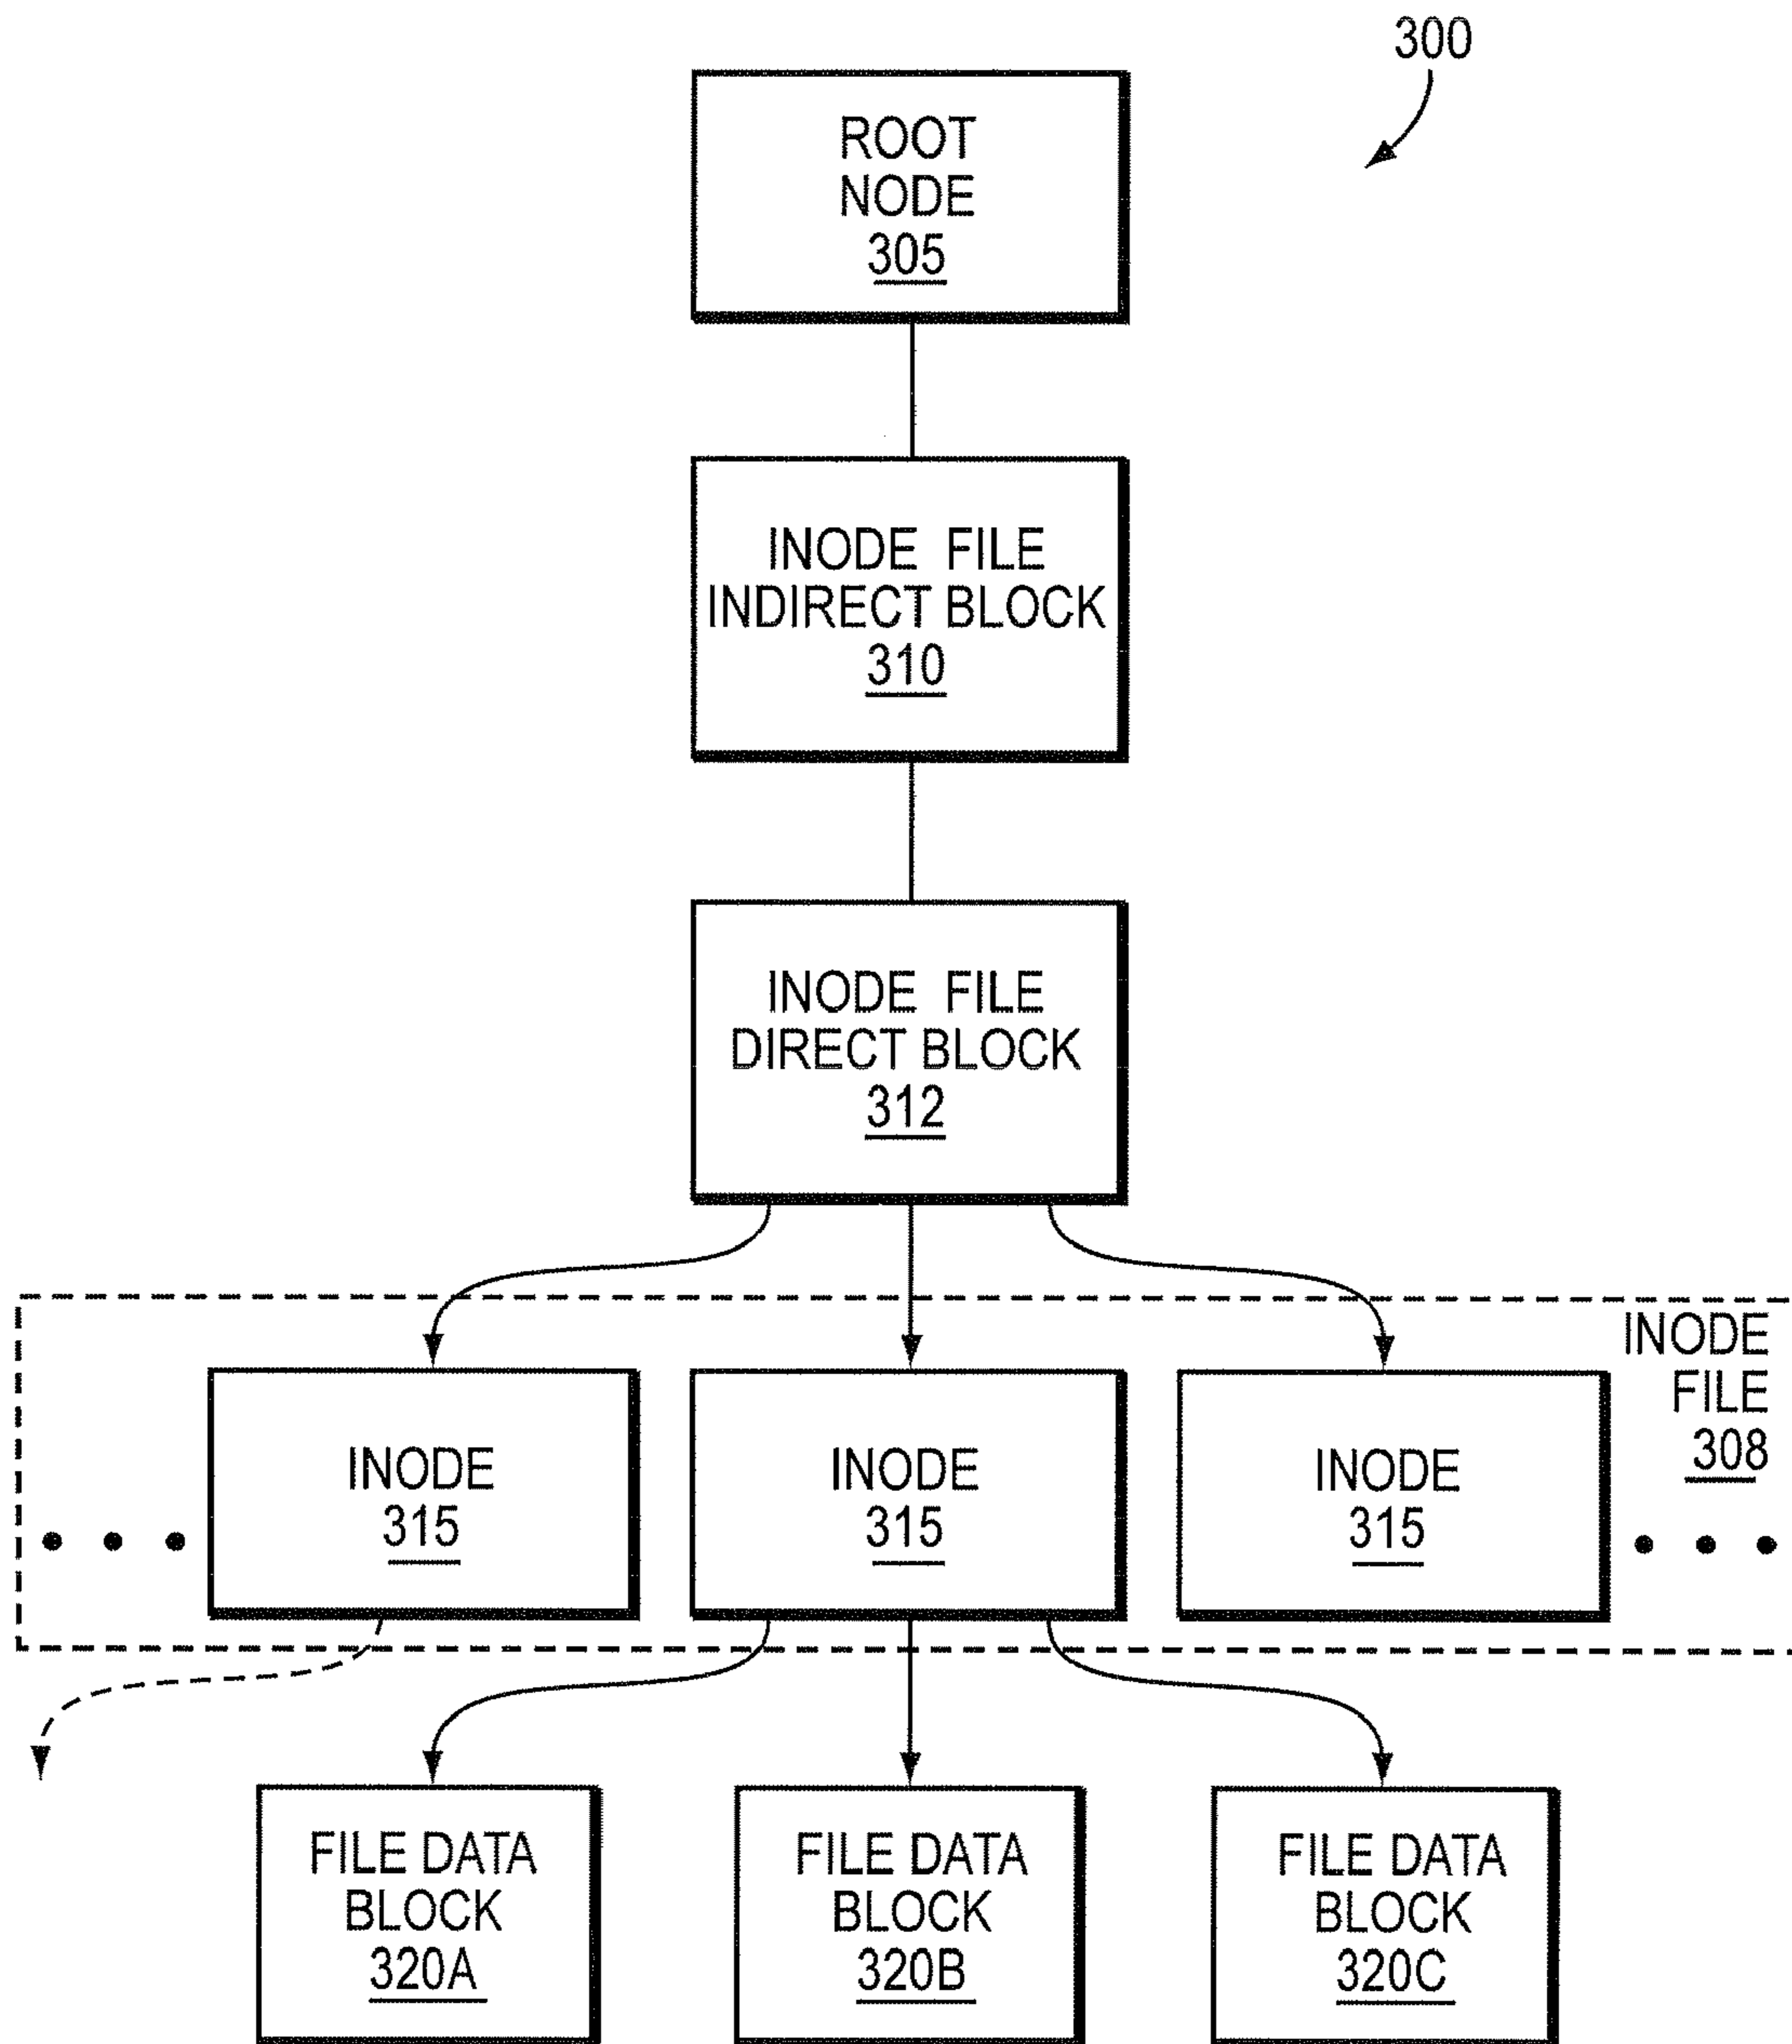 300
ROOT
NODE
305
INODE FILE
INDIRECT BLOCK
310
INODE FILE
DIRECT BLOCK
312
INODE
FILE
308
INODE
315
INODE
315
INODE
315
FILE DATA
BLOCK
320A
FILE DATA
BLOCK
320B
FILE DATA
BLOCK
320C